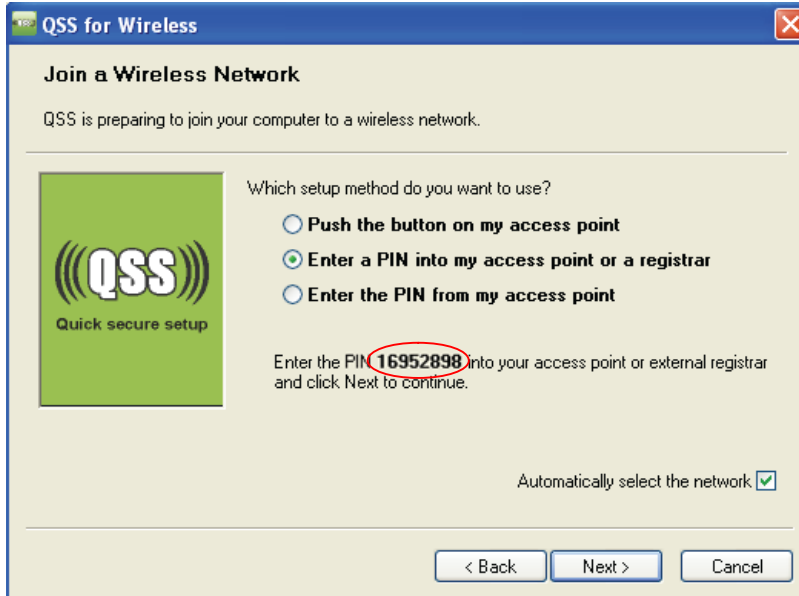 QSS for Wireless
Join a Wireless Network
QSS is preparing to join your computer to a wireless network.
Which setup method do you want to use?
Push the button on my access point
Enter a PIN into my access point or a registrar
Enter the PIN from my access point
(((QSS)))
Quick secure setup
Enter the PIN 16952898 into your access point or external registrar
and click Next to continue.
Automatically select the network
< Back
Next >
Cancel